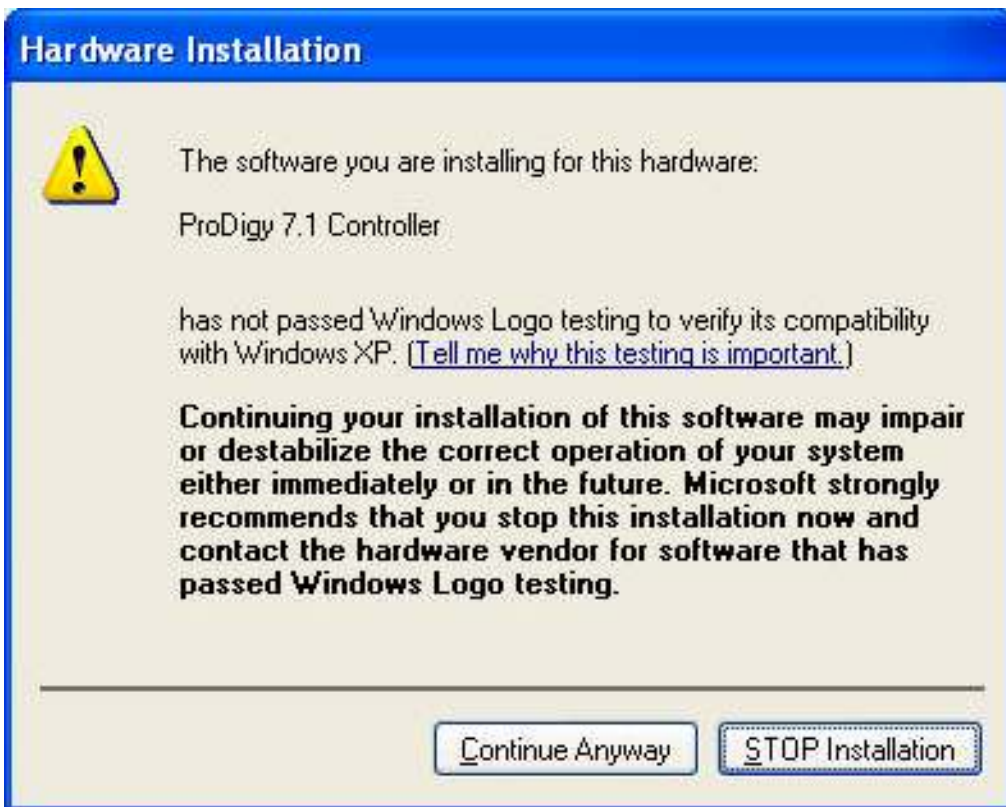 Hardware Installation
The software you are installing for this hardware:
ProDigy 7.1 Controller
has not passed Windows Logo testing to verify its compatibility
with Windows XP. (Tell me why this testing is important.)
Continuing your installation of this software may impair
or destabilize the correct operation of your system
either immediately or in the future. Microsoft strongly
recommends that you stop this installation now and
contact the hardware vendor for software that has
passed Windows Logo testing.
Continue Anyway
STOP Installation